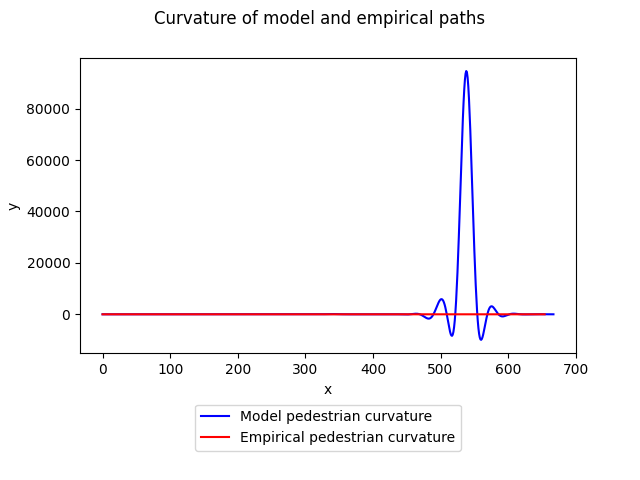 Curvature of model and empirical paths
80000
60000
40000
20000
0
y
0 100 200 300 400 500 600 700
x
Model pedestrian curvature
Empirical pedestrian curvature